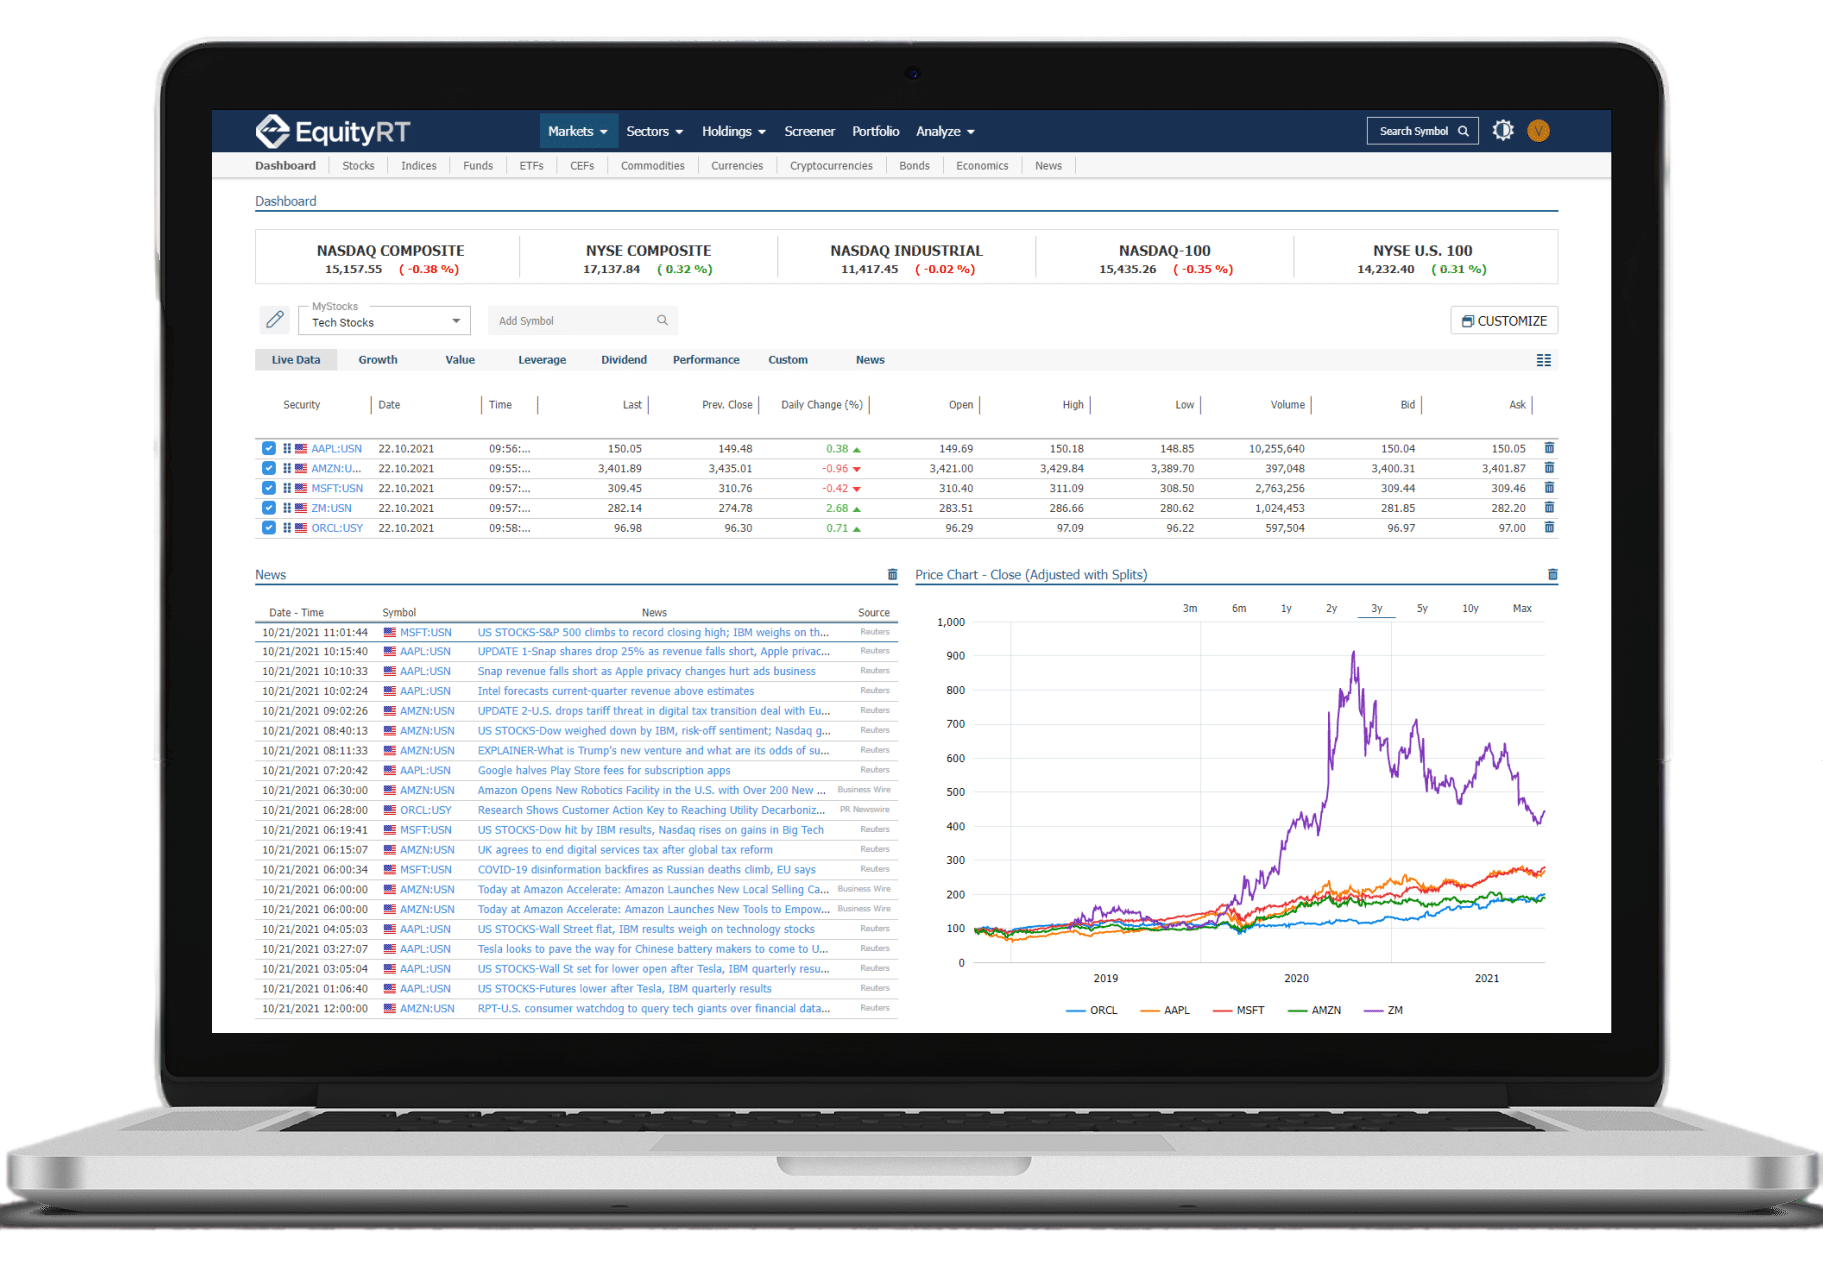 EquityRT
Markets Sectors Holdings Screener Portfolio Analyze Search Symbol V
Dashboard Stocks Indices Funds ETFs CEFs Commodities Currencies Cryptocurrencies Bonds Economics News
Dashboard
NASDAQ COMPOSITE NYSE COMPOSITE NASDAQ INDUSTRIAL NASDAQ-100 NYSE U.S. 100
15,157.55 ( -0.38 %) 17,137.84 ( 0.32 %) 11,417.45 ( -0.02 %) 15,435.26 ( -0.35 %) 14,232.40 ( 0.31 %)
MyStocks
Tech Stocks Add Symbol CUSTOMIZE
Live Data Growth Value Leverage Dividend Performance Custom News
Security Date Time Last Prev. Close Daily Change (%) Open High Low Volume Bid Ask
AAPL:USN 22.10.2021 09:56:... 150.05 149.48 0.38 149.69 150.18 148.85 10,255,640 150.04 150.05
AMZN:U... 22.10.2021 09:55:... 3,401.89 3,435.01 -0.96 3,421.00 3,429.84 3,389.70 397,048 3,400.31 3,401.87
MSFT:USN 22.10.2021 09:57:... 309.45 310.76 -0.42 310.40 311.09 308.50 2,763,256 309.44 309.46
ZM:USN 22.10.2021 09:57:... 282.14 274.78 2.68 283.51 286.66 280.62 1,024,453 281.85 282.20
ORCL:USY 22.10.2021 09:58:... 96.98 96.30 0.71 96.29 97.09 96.22 597,504 96.97 97.00
News
Date - Time Symbol News Source
10/21/2021 11:01:44 MSFT:USN US STOCKS-S&P 500 climbs to record closing high; IBM weighs on th... Reuters
10/21/2021 10:15:40 AAPL:USN UPDATE 1-Snap shares drop 25% as revenue falls short, Apple privac... Reuters
10/21/2021 10:10:33 AAPL:USN Snap revenue falls short as Apple privacy changes hurt ads business Reuters
10/21/2021 10:02:24 AAPL:USN Intel forecasts current-quarter revenue above estimates Reuters
10/21/2021 09:02:26 AMZN:USN UPDATE 2-U.S. drops tariff threat in digital tax transition deal with Eu... Reuters
10/21/2021 08:40:13 AMZN:USN US STOCKS-Dow weighed down by IBM, risk-off sentiment; Nasdaq g... Reuters
10/21/2021 08:11:33 AMZN:USN EXPLAINER-What is Trump's new venture and what are its odds of su... Reuters
10/21/2021 07:20:42 AAPL:USN Google halves Play Store fees for subscription apps Reuters
10/21/2021 06:30:00 AMZN:USN Amazon Opens New Robotics Facility in the U.S. with Over 200 New ... Business Wire
10/21/2021 06:28:00 ORCL:USY Research Shows Customer Action Key to Reaching Utility Decarboniz... PR Newswire
10/21/2021 06:19:41 MSFT:USN US STOCKS-Dow hit by IBM results, Nasdaq rises on gains in Big Tech Reuters
10/21/2021 06:15:07 AMZN:USN UK agrees to end digital services tax after global tax reform Reuters
10/21/2021 06:00:34 MSFT:USN COVID-19 disinformation backfires as Russian deaths climb, EU says Reuters
10/21/2021 06:00:00 AMZN:USN Today at Amazon Accelerate: Amazon Launches New Local Selling Ca... Business Wire
10/21/2021 06:00:00 AMZN:USN Today at Amazon Accelerate: Amazon Launches New Tools to Empow... Business Wire
10/21/2021 04:05:03 AAPL:USN US STOCKS-Wall Street flat, IBM results weigh on technology stocks Reuters
10/21/2021 03:27:07 AAPL:USN Tesla looks to pave the way for Chinese battery makers to come to U... Reuters
10/21/2021 03:05:04 AAPL:USN US STOCKS-Wall St set for lower open after Tesla, IBM quarterly resu... Reuters
10/21/2021 01:06:40 AAPL:USN US STOCKS-Futures lower after Tesla, IBM quarterly results Reuters
10/21/2021 12:00:00 AMZN:USN RPT-U.S. consumer watchdog to query tech giants over financial data... Reuters
Price Chart - Close (Adjusted with Splits)
3m 6m 1y 2y 3y 5y 10y Max
1,000
900
800
700
600
500
400
300
200
100
0
2019 2020 2021
ORCL AAPL MSFT AMZN ZM